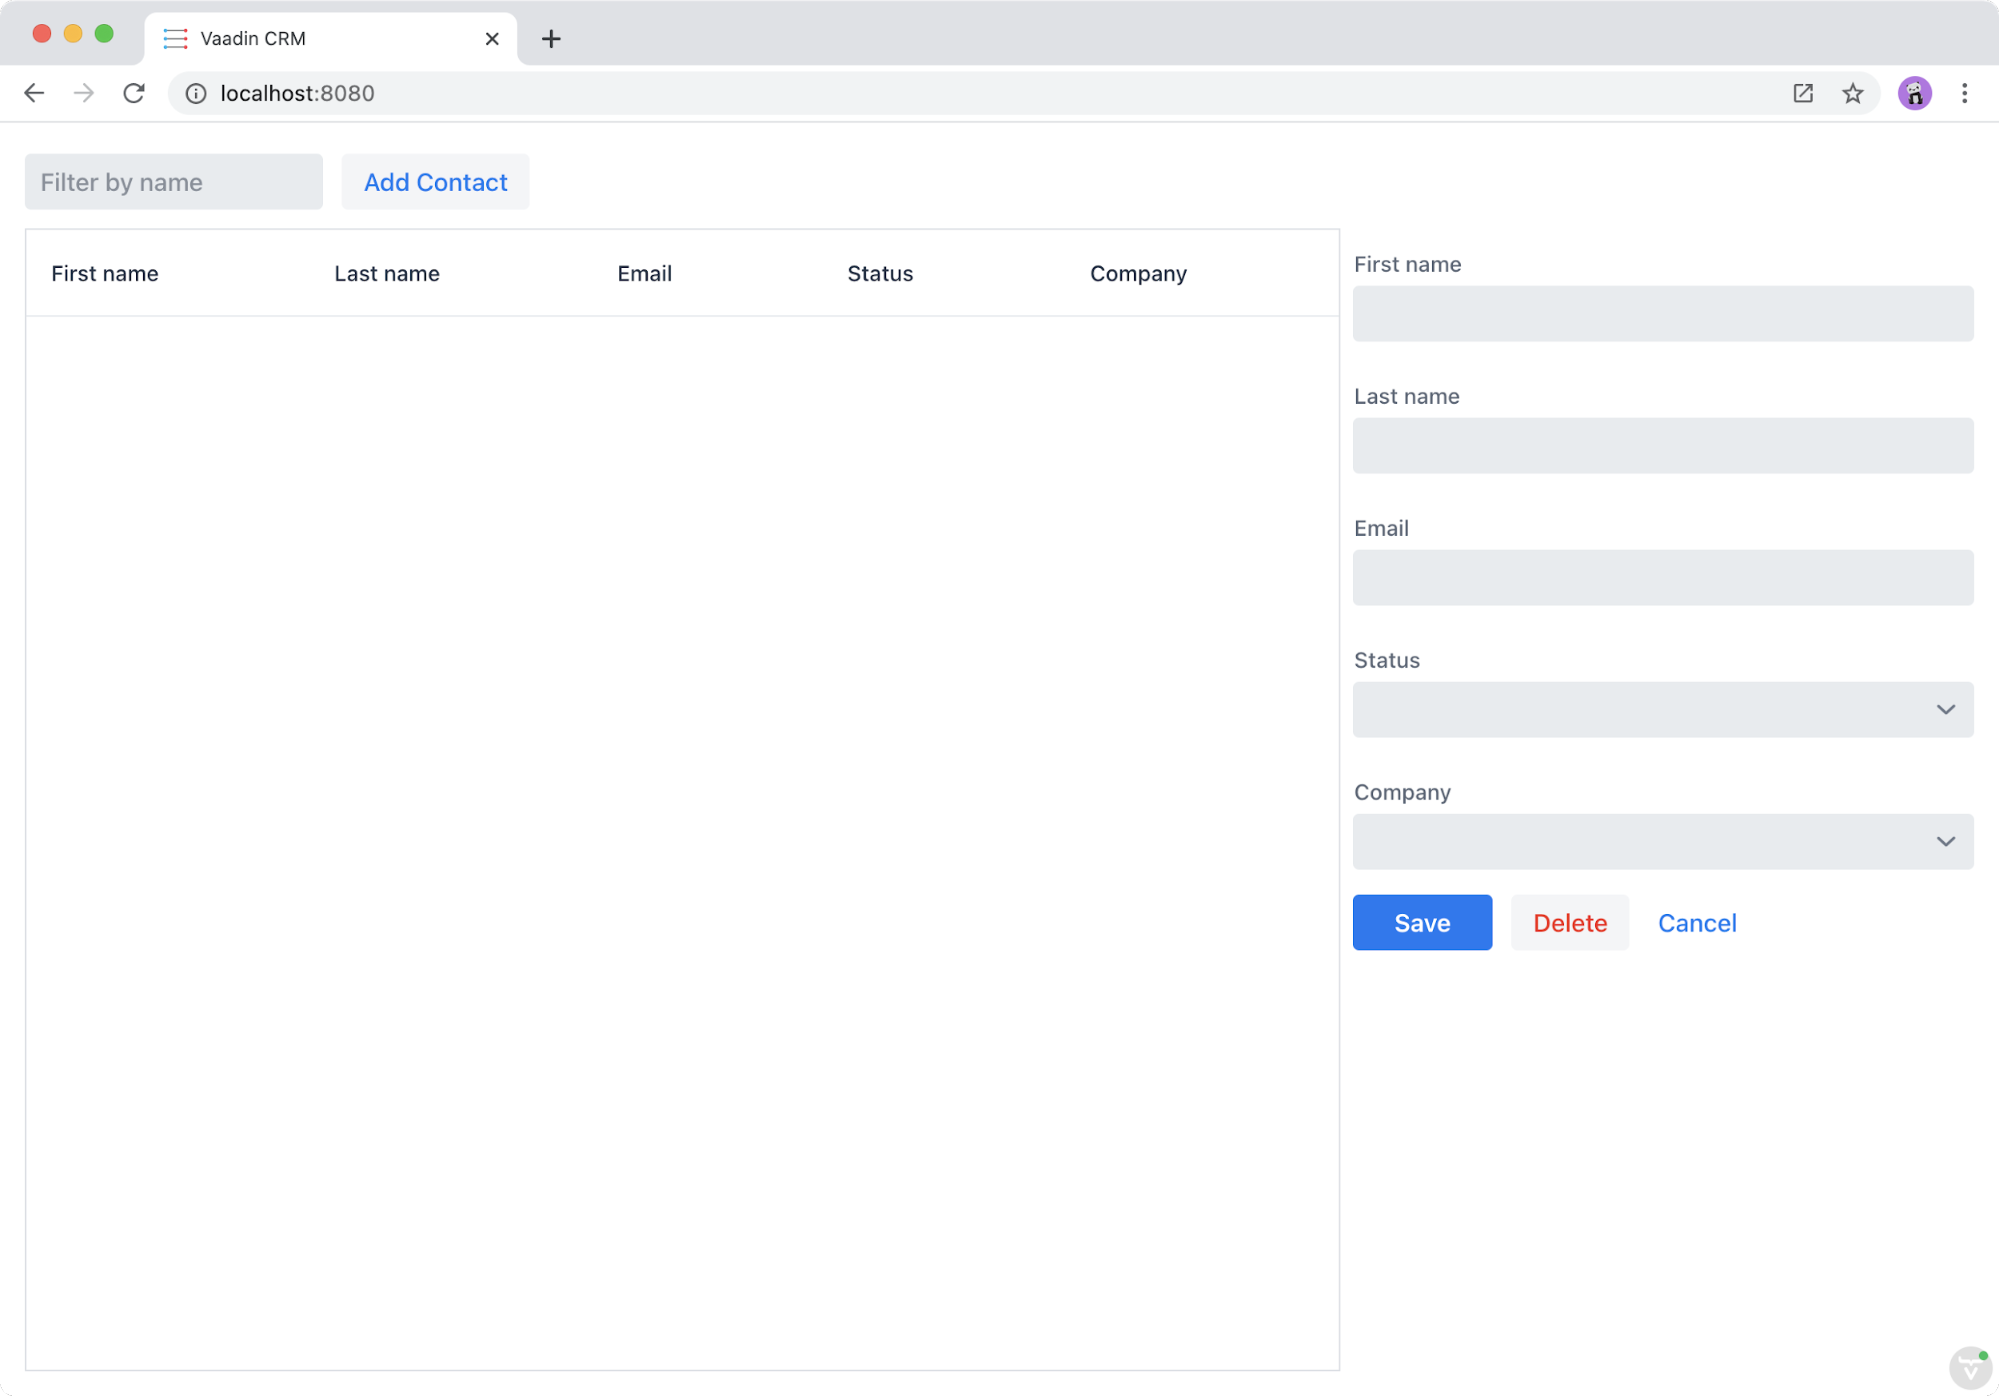 Vaadin CRM
localhost:8080
Filter by name
Add Contact
First name Last name Email Status Company
First name
Last name
Email
Status
Company
Save Delete Cancel